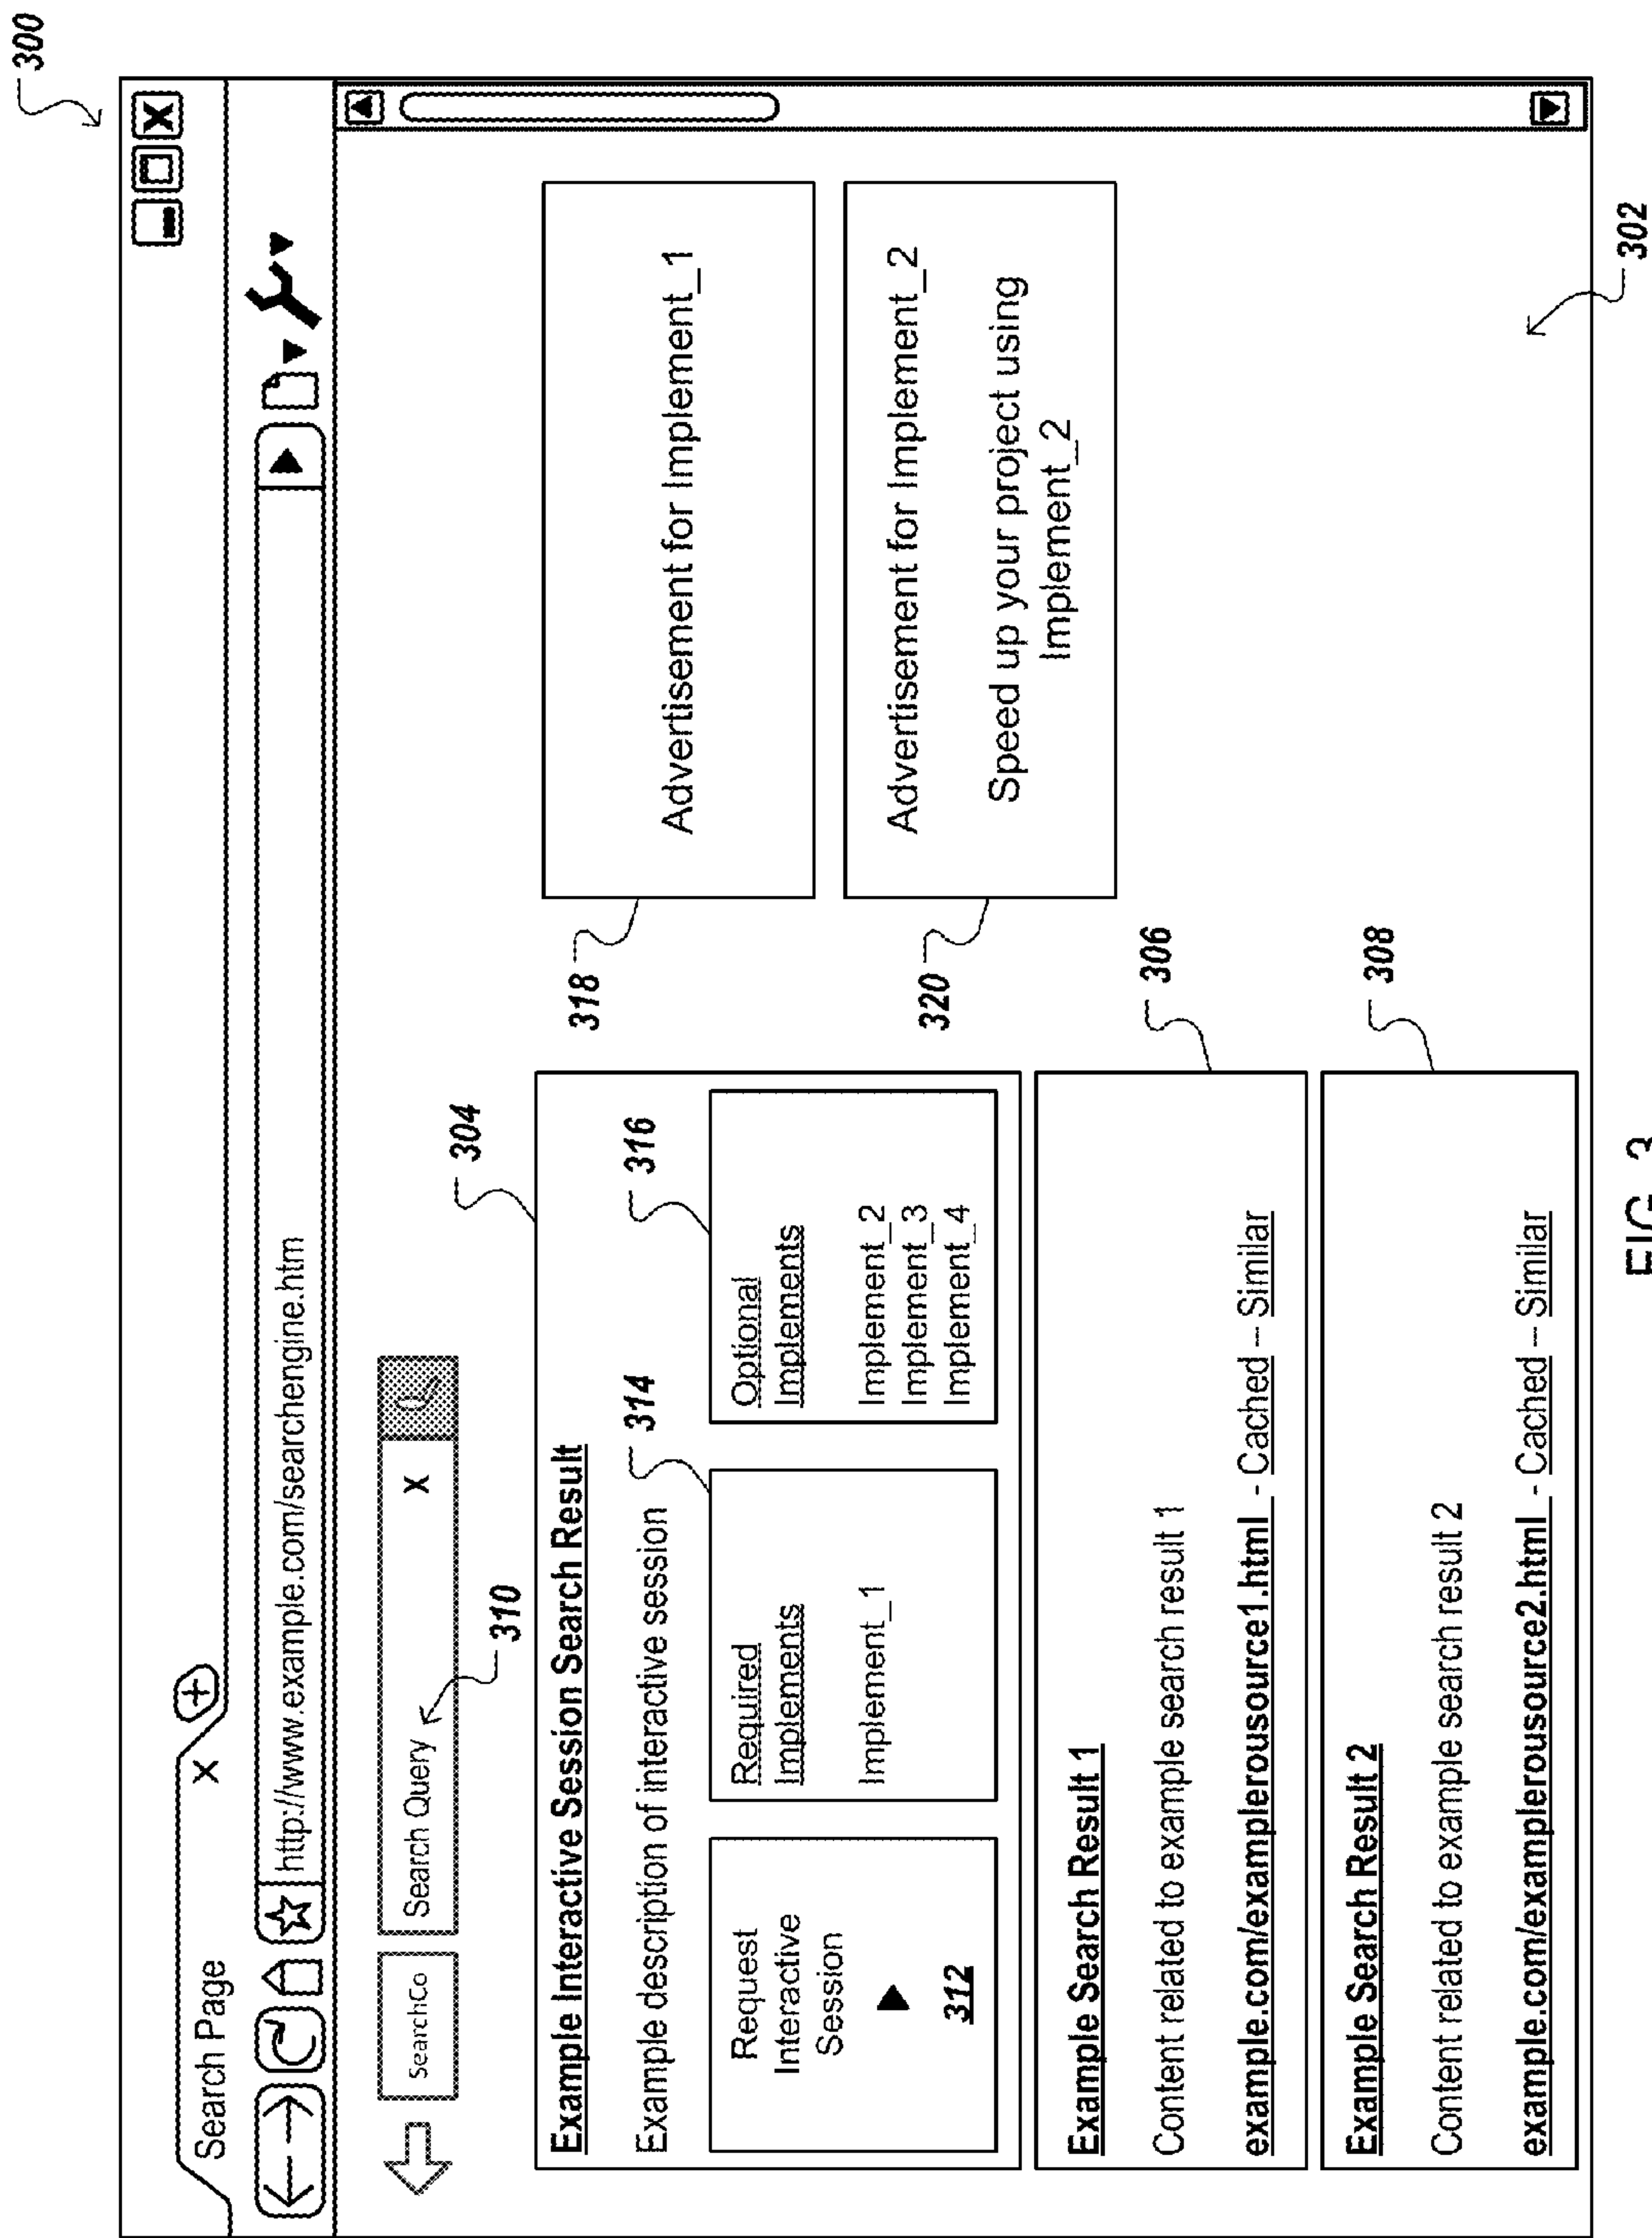 300
X
Search Page
X
+
http://www.example.com/searchengine.htm
SearchCo
Search Query
X
310
304
Example Interactive Session Search Result
Example description of interactive session
314
316
Request
Interactive
Session
312
Required
Implements
Implement_1
Optional
Implements
Implement_2
Implement_3
Implement_4
318
Advertisement for Implement_1
320
Advertisement for Implement_2
Speed up your project using
Implement_2
306
Example Search Result 1
Content related to example search result 1
example.com/examplerousource1.html - Cached – Similar
308
Example Search Result 2
Content related to example search result 2
example.com/examplerousource2.html - Cached – Similar
302
FIG. 3